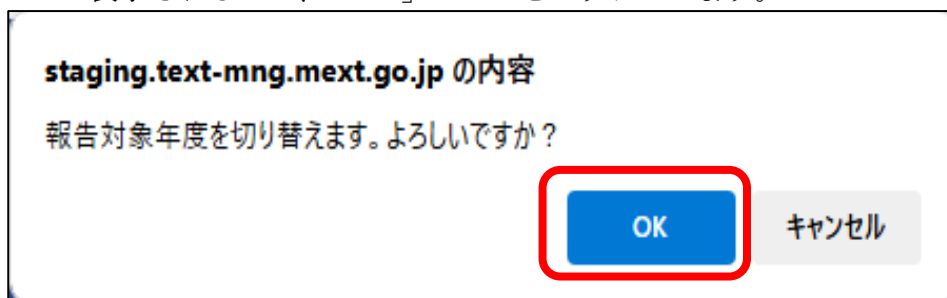 staging.text-mng.mext.go.jp の内容
報告対象年度を切り替えます。よろしいですか？
OK キャンセル